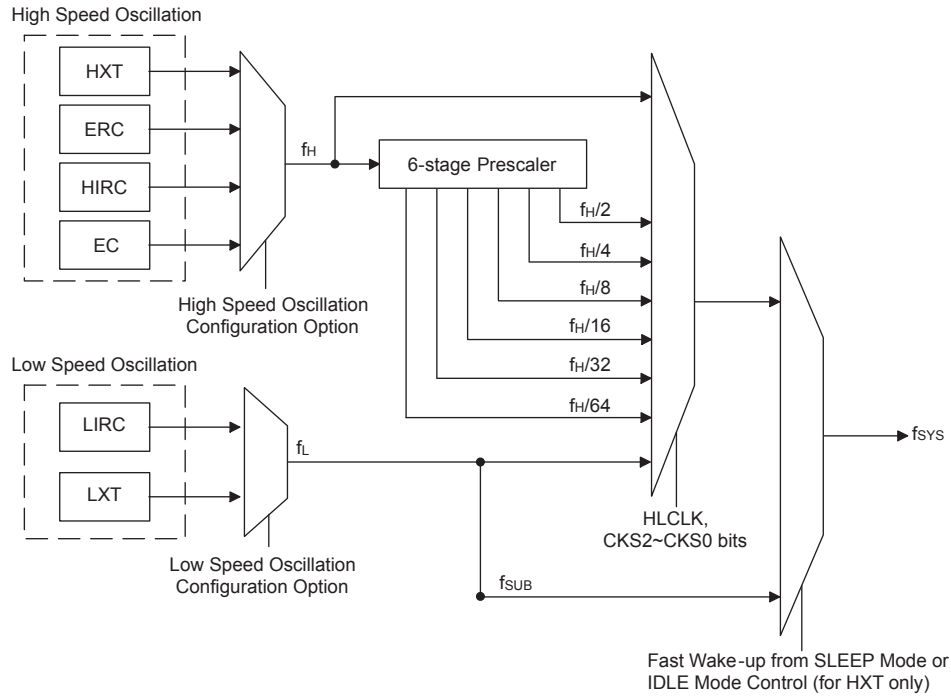 High Speed Oscillation
HXT
ERC
HIRC
EC
fH
6-stage Prescaler
fH/2
fH/4
fH/8
fH/16
fH/32
fH/64
High Speed Oscillation
Configuration Option
Low Speed Oscillation
LIRC
LXT
fL
Low Speed Oscillation
Configuration Option
HLCLK,
CKS2~CKS0 bits
fSUB
fSYS
Fast Wake-up from SLEEP Mode or
IDLE Mode Control (for HXT only)